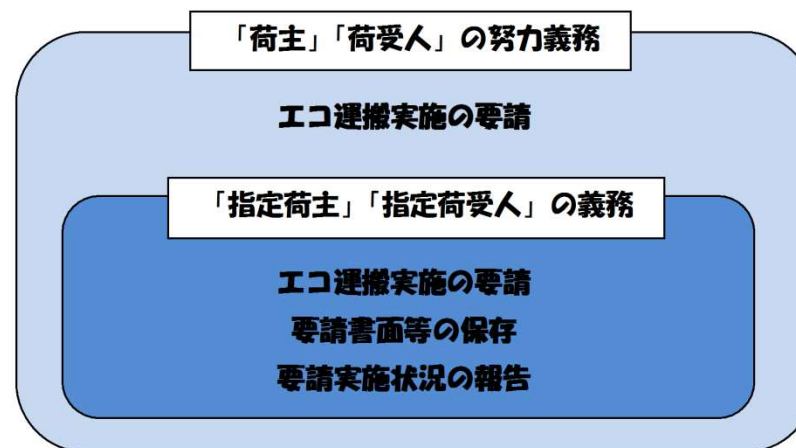 「荷主」「荷受人」の努力義務
エコ運搬実施の要請
「指定荷主」「指定荷受人」の義務
エコ運搬実施の要請
要請書面等の保存
要請実施状況の報告